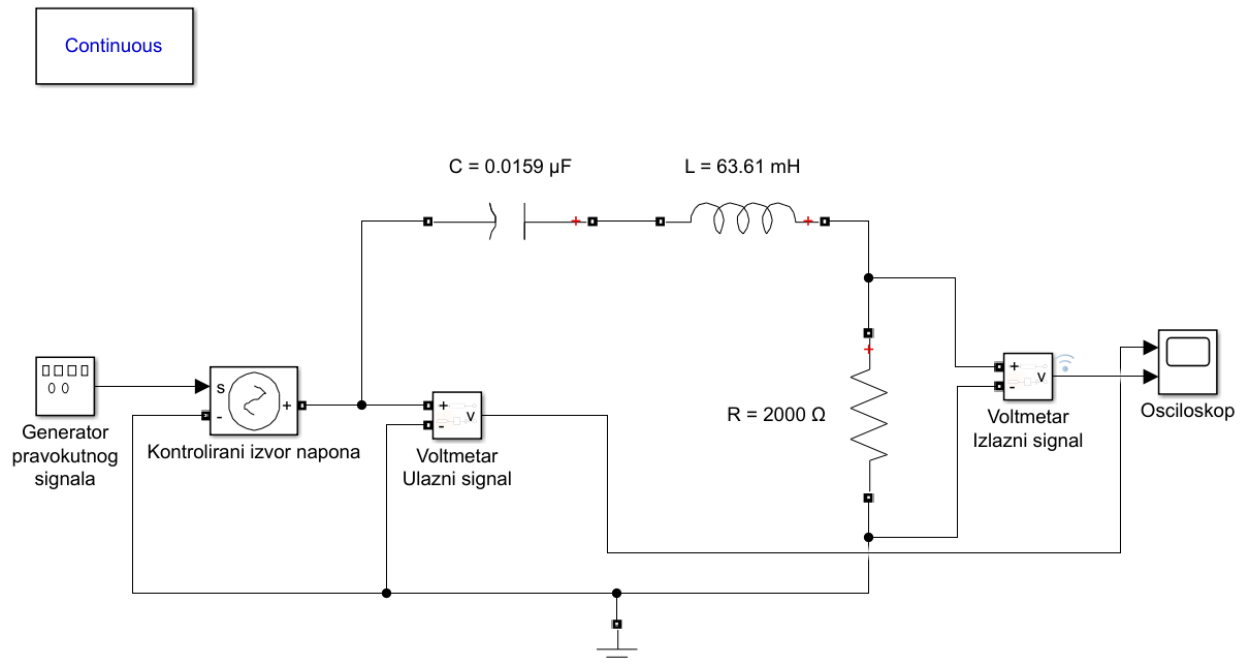 Continuous
C = 0.0159 µF
L = 63.61 mH
s
-
+
Generator
pravokutnog
signala
Kontrolirani izvor napona
+
-
v
Voltmetar
Ulazni signal
R = 2000 Ω
+
-
v
Voltmetar
Izlazni signal
Osciloskop